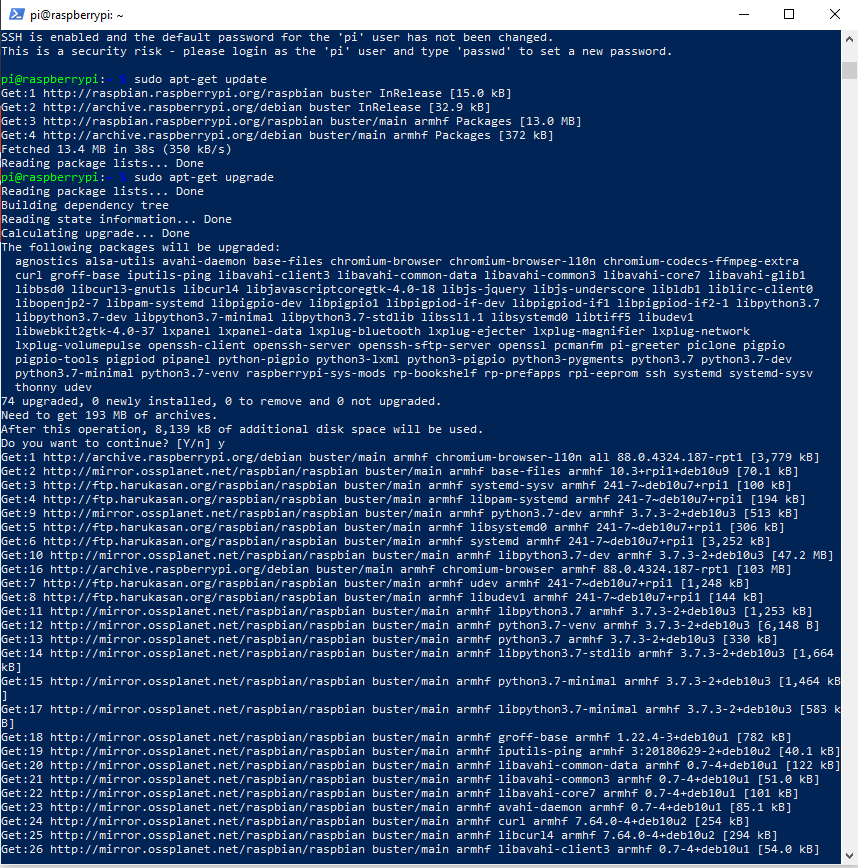 pi@raspberrypi: ~
SSH is enabled and the default password for the 'pi' user has not been changed.
This is a security risk - please login as the 'pi' user and type 'passwd' to set a new password.
pi@raspberrypi:~ $ sudo apt-get update
Get:1 http://raspbian.raspberrypi.org/raspbian buster InRelease [15.0 kB]
Get:2 http://archive.raspberrypi.org/debian buster InRelease [32.9 kB]
Get:3 http://raspbian.raspberrypi.org/raspbian buster/main armhf Packages [13.0 MB]
Get:4 http://archive.raspberrypi.org/debian buster/main armhf Packages [372 kB]
Fetched 13.4 MB in 38s (350 kB/s)
Reading package lists... Done
pi@raspberrypi:~ $ sudo apt-get upgrade
Reading package lists... Done
Building dependency tree
Reading state information... Done
Calculating upgrade... Done
The following packages will be upgraded:
agnostics alsa-utils avahi-daemon base-files chromium-browser chromium-browser-l10n chromium-codecs-ffmpeg-extra
curl groff-base iputils-ping libavahi-client3 libavahi-common-data libavahi-common3 libavahi-core7 libavahi-glib1
libbsd0 libcurl3-gnutls libcurl4 libjavascriptcoregtk-4.0-18 libjs-jquery libjs-underscore libldb1 liblirc-client0
libopenjp2-7 libpam-systemd libpigpio-dev libpigpio1 libpigpiod-if-dev libpigpiod-if1 libpigpiod-if2-1 libpython3.7
libpython3.7-dev libpython3.7-minimal libpython3.7-stdlib libssl1.1 libsystemd0 libtiff5 libudev1
libwebkit2gtk-4.0-37 lxpanel lxpanel-data lxplug-bluetooth lxplug-ejecter lxplug-magnifier lxplug-network
lxplug-volumepulse openssh-client openssh-server openssh-sftp-server openssl pcmanfm pi-greeter piclone pigpio
pigpio-tools pigpiod pipanel python-pigpio python3-lxml python3-pigpio python3-pygments python3.7 python3.7-dev
python3.7-minimal python3.7-venv raspberrypi-sys-mods rp-bookshelf rp-prefapps rpi-eeprom ssh systemd systemd-sysv
thonny udev
74 upgraded, 0 newly installed, 0 to remove and 0 not upgraded.
Need to get 193 MB of archives.
After this operation, 8,139 kB of additional disk space will be used.
Do you want to continue? [Y/n] y
Get:1 http://archive.raspberrypi.org/debian buster/main armhf chromium-browser-l10n all 88.0.4324.187-rpt1 [3,779 kB]
Get:2 http://mirror.ossplanet.net/raspbian/raspbian buster/main armhf base-files armhf 10.3+rpi1+deb10u9 [70.1 kB]
Get:3 http://ftp.harukasan.org/raspbian/raspbian buster/main armhf systemd-sysv armhf 241-7~deb10u7+rpi1 [100 kB]
Get:4 http://ftp.harukasan.org/raspbian/raspbian buster/main armhf libpam-systemd armhf 241-7~deb10u7+rpi1 [194 kB]
Get:9 http://mirror.ossplanet.net/raspbian/raspbian buster/main armhf python3.7-dev armhf 3.7.3-2+deb10u3 [513 kB]
Get:5 http://ftp.harukasan.org/raspbian/raspbian buster/main armhf libsystemd0 armhf 241-7~deb10u7+rpi1 [306 kB]
Get:6 http://ftp.harukasan.org/raspbian/raspbian buster/main armhf systemd armhf 241-7~deb10u7+rpi1 [3,252 kB]
Get:10 http://mirror.ossplanet.net/raspbian/raspbian buster/main armhf libpython3.7-dev armhf 3.7.3-2+deb10u3 [47.2 MB]
Get:16 http://archive.raspberrypi.org/debian buster/main armhf chromium-browser armhf 88.0.4324.187-rpt1 [103 MB]
Get:7 http://ftp.harukasan.org/raspbian/raspbian buster/main armhf udev armhf 241-7~deb10u7+rpi1 [1,248 kB]
Get:8 http://ftp.harukasan.org/raspbian/raspbian buster/main armhf libudev1 armhf 241-7~deb10u7+rpi1 [144 kB]
Get:11 http://mirror.ossplanet.net/raspbian/raspbian buster/main armhf libpython3.7 armhf 3.7.3-2+deb10u3 [1,253 kB]
Get:12 http://mirror.ossplanet.net/raspbian/raspbian buster/main armhf python3.7-venv armhf 3.7.3-2+deb10u3 [6,148 B]
Get:13 http://mirror.ossplanet.net/raspbian/raspbian buster/main armhf python3.7 armhf 3.7.3-2+deb10u3 [330 kB]
Get:14 http://mirror.ossplanet.net/raspbian/raspbian buster/main armhf libpython3.7-stdlib armhf 3.7.3-2+deb10u3 [1,664
kB]
Get:15 http://mirror.ossplanet.net/raspbian/raspbian buster/main armhf python3.7-minimal armhf 3.7.3-2+deb10u3 [1,464 kB
]
Get:17 http://mirror.ossplanet.net/raspbian/raspbian buster/main armhf libpython3.7-minimal armhf 3.7.3-2+deb10u3 [583 k
B]
Get:18 http://mirror.ossplanet.net/raspbian/raspbian buster/main armhf groff-base armhf 1.22.4-3+deb10u1 [782 kB]
Get:19 http://mirror.ossplanet.net/raspbian/raspbian buster/main armhf iputils-ping armhf 3:20180629-2+deb10u2 [40.1 kB]
Get:20 http://mirror.ossplanet.net/raspbian/raspbian buster/main armhf libavahi-common-data armhf 0.7-4+deb10u1 [122 kB]
Get:21 http://mirror.ossplanet.net/raspbian/raspbian buster/main armhf libavahi-common3 armhf 0.7-4+deb10u1 [51.0 kB]
Get:22 http://mirror.ossplanet.net/raspbian/raspbian buster/main armhf libavahi-core7 armhf 0.7-4+deb10u1 [101 kB]
Get:23 http://mirror.ossplanet.net/raspbian/raspbian buster/main armhf avahi-daemon armhf 0.7-4+deb10u1 [85.1 kB]
Get:24 http://mirror.ossplanet.net/raspbian/raspbian buster/main armhf curl armhf 7.64.0-4+deb10u2 [254 kB]
Get:25 http://mirror.ossplanet.net/raspbian/raspbian buster/main armhf libcurl4 armhf 7.64.0-4+deb10u2 [294 kB]
Get:26 http://mirror.ossplanet.net/raspbian/raspbian buster/main armhf libavahi-client3 armhf 0.7-4+deb10u1 [54.0 kB]